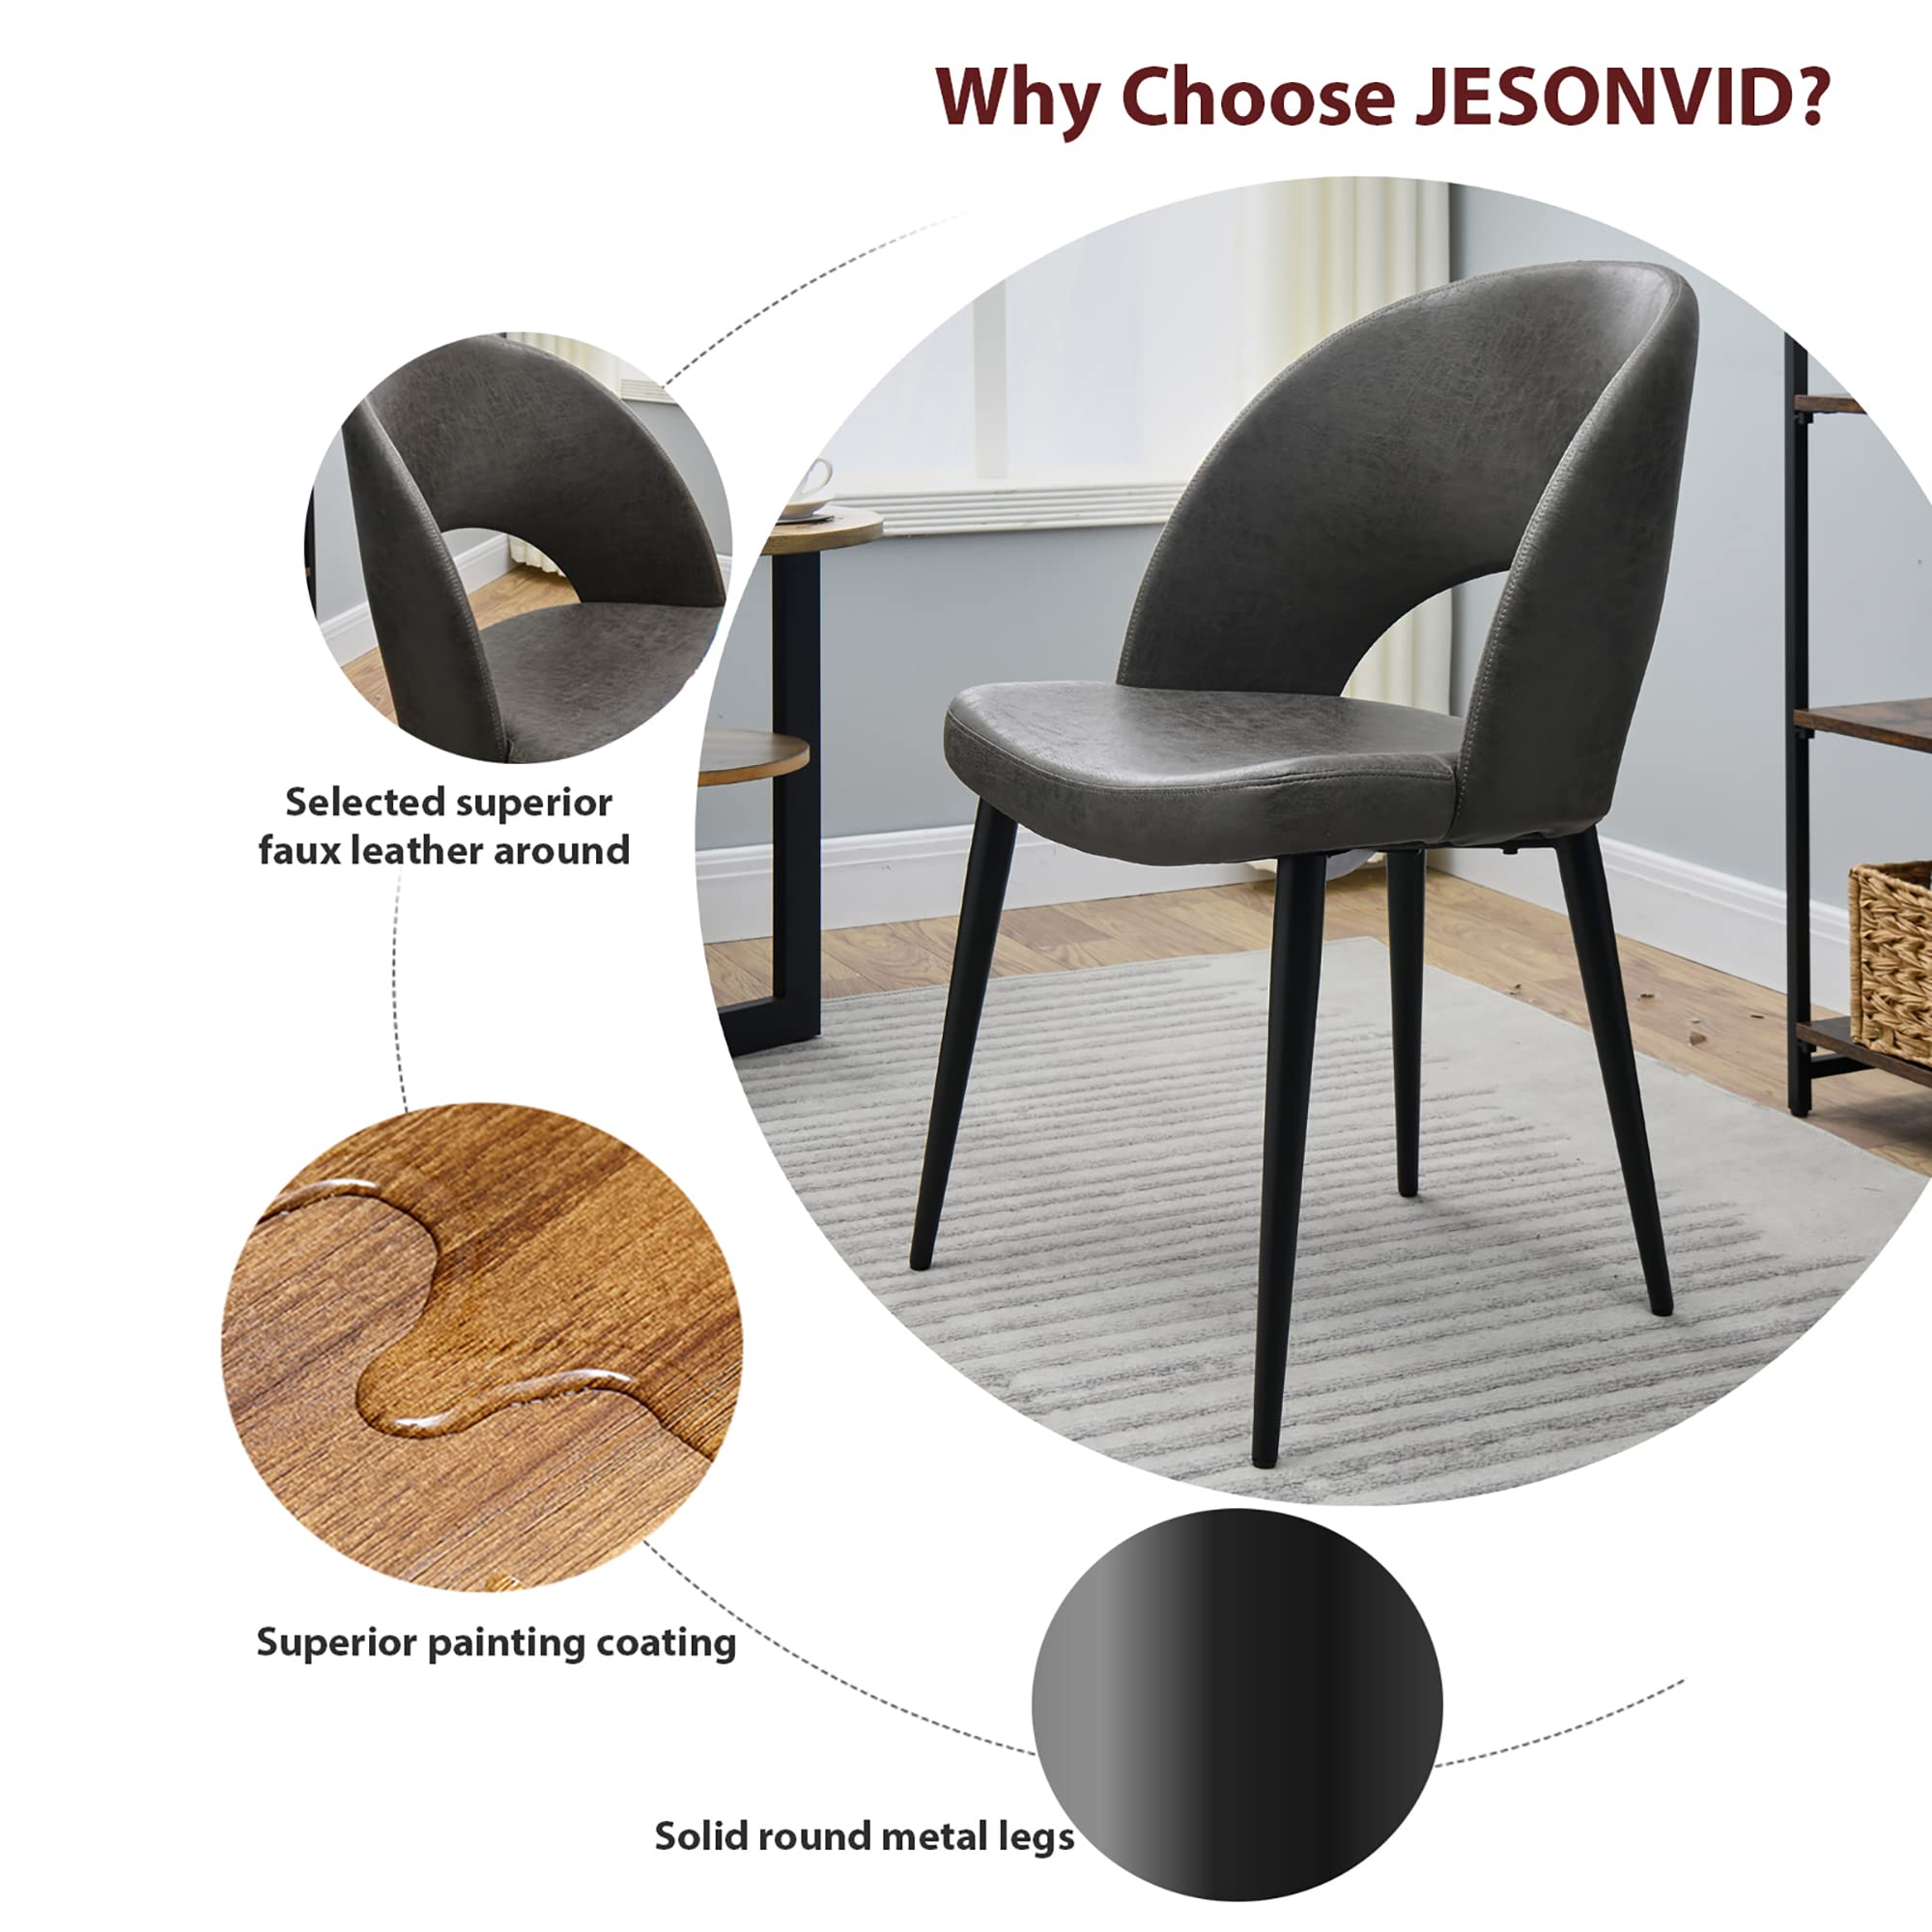 Why Choose JESONVID?
Selected superior
faux leather around
Superior painting coating
Solid round metal legs